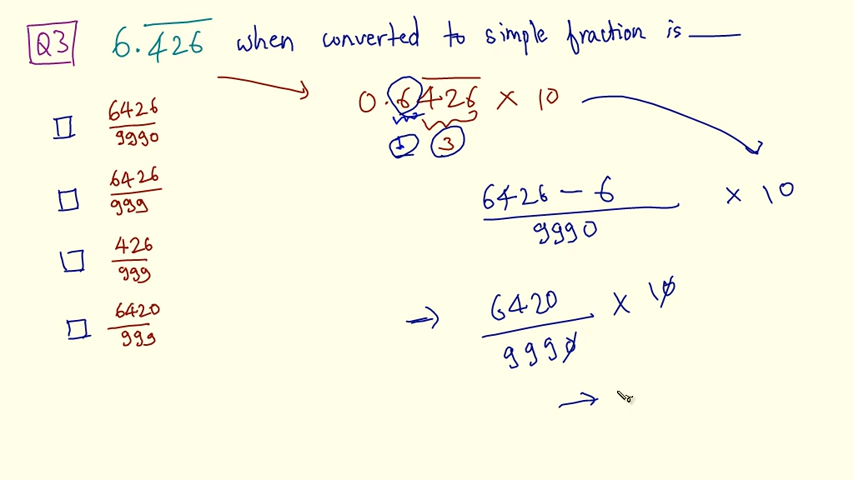 Q3 6.426 when converted to simple fraction is ___
0.6426 × 10
1 3
6426/9990
6426/999
426/999
6420/999
6426 − 6 / 9990 × 10
⇒ 6420/9990 × 10
→